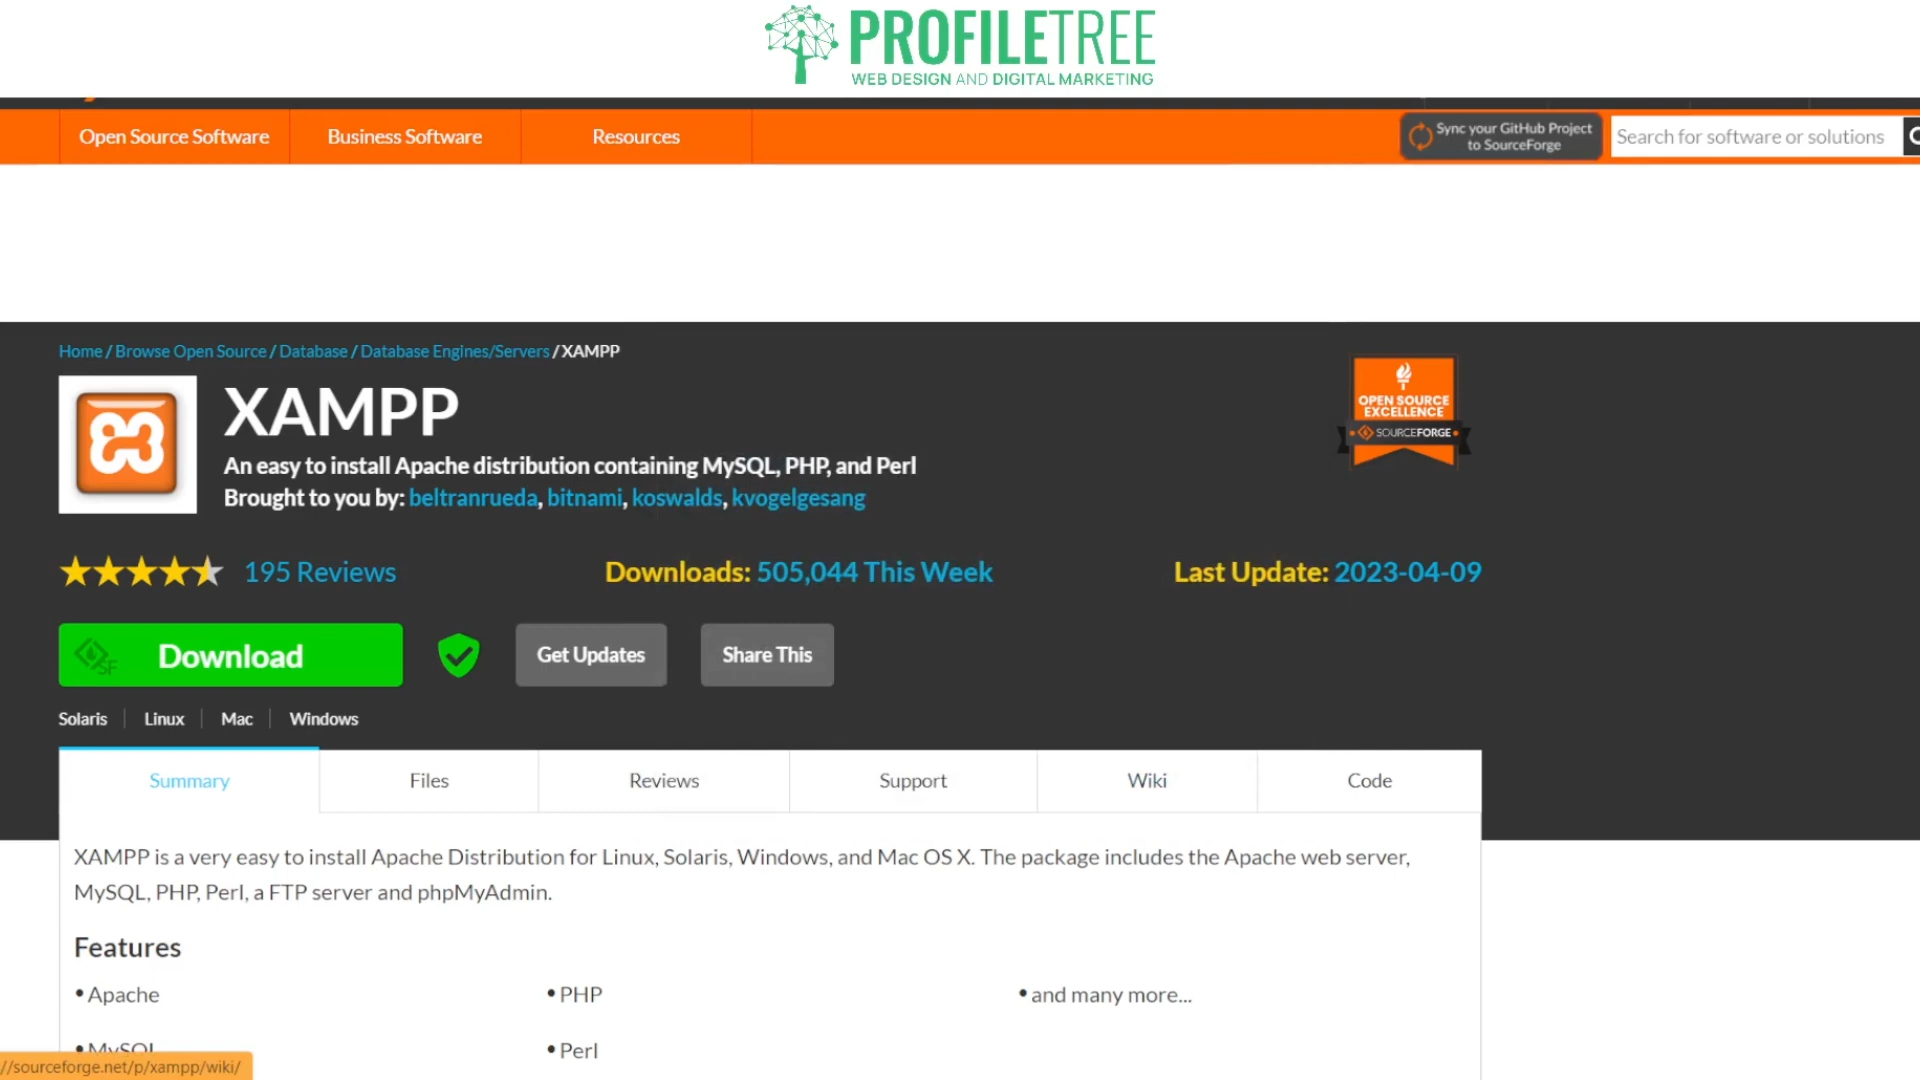 PROFILETREE
WEB DESIGN AND DIGITAL MARKETING
Open Source Software
Business Software
Resources
Sync your GitHub Project
to SourceForge
Search for software or solutions
Home / Browse Open Source / Database / Database Engines/Servers / XAMPP
XAMPP
An easy to install Apache distribution containing MySQL, PHP, and Perl
Brought to you by: beltranrueda, bitnami, koswalds, kvogelgesang
OPEN SOURCE
EXCELLENCE
SOURCEFORGE
195 Reviews
Downloads: 505,044 This Week
Last Update: 2023-04-09
SF
Download
Get Updates
Share This
Solaris
Linux
Mac
Windows
Summary
Files
Reviews
Support
Wiki
Code
XAMPP is a very easy to install Apache Distribution for Linux, Solaris, Windows, and Mac OS X. The package includes the Apache web server,
MySQL, PHP, Perl, a FTP server and phpMyAdmin.
Features
• Apache
• PHP
• and many more...
• MySQL
• Perl
//sourceforge.net/p/xampp/wiki/